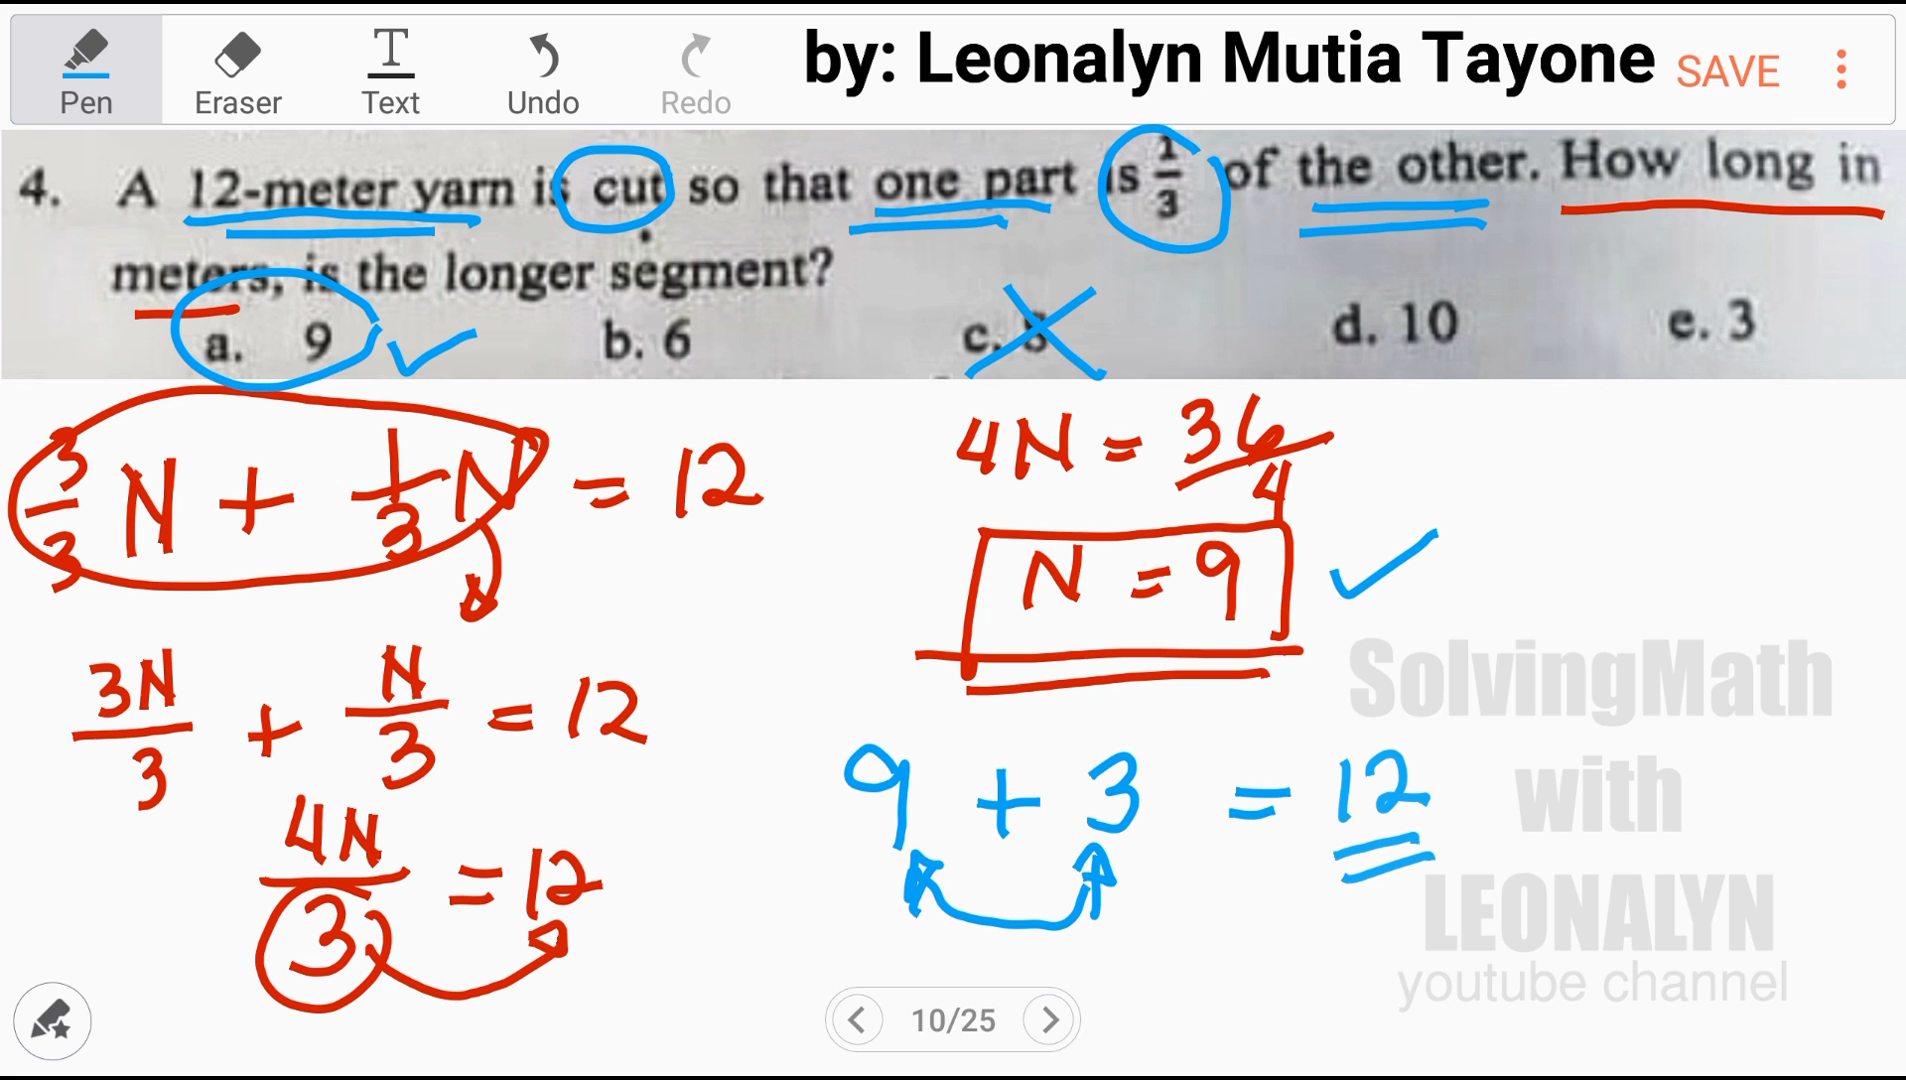 by: Leonalyn Mutia Tayone
SAVE
Pen
Eraser
Text
Undo
Redo
4. A 12-meter yarn is cut so that one part is 1/3 of the other. How long in
meters, is the longer segment?
a. 9 b. 6 c. 8 d. 10 e. 3
3/3 N + 1/3 N = 12
3N/3 + N/3 = 12
4N/3 = 12
4N = 36/4
N = 9
9 + 3 = 12
SolvingMath
with
LEONALYN
youtube channel
10/25